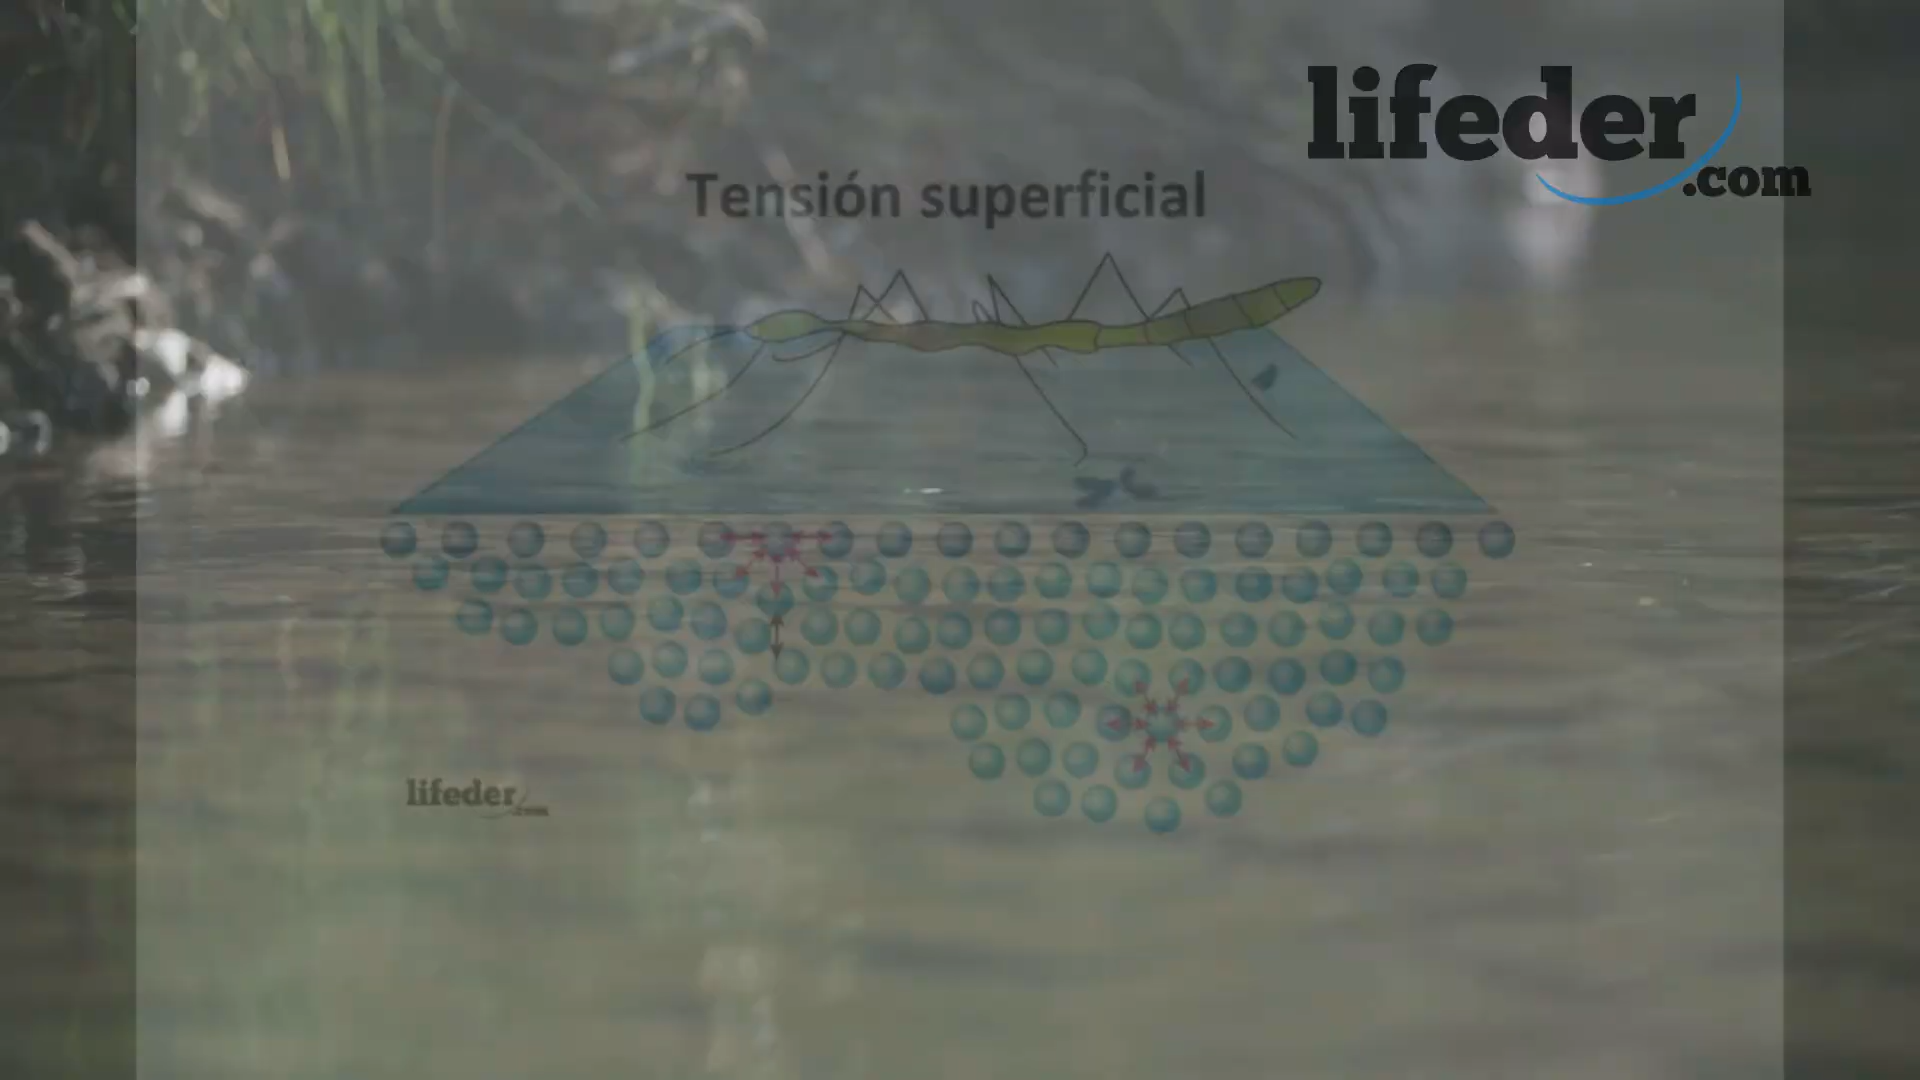 lifeder
.com
Tensión superficial
lifeder
.com